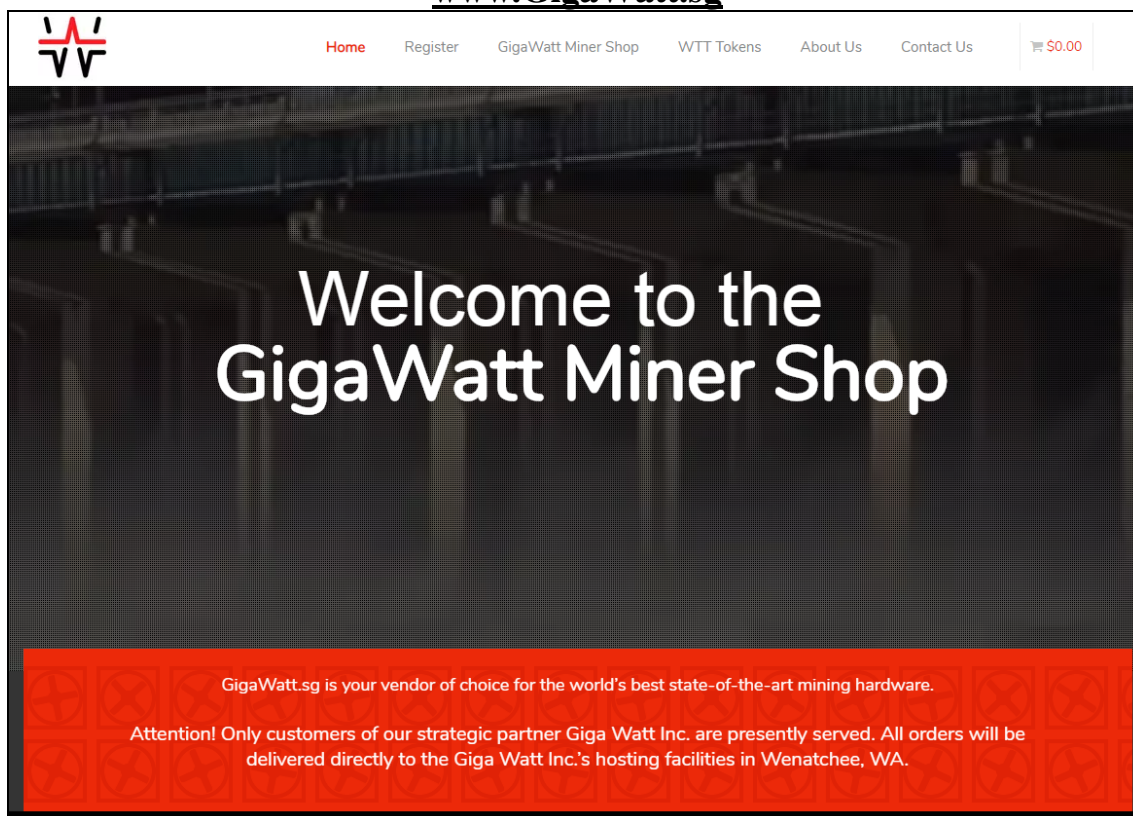 www.GigaWatt.sg
Home Register GigaWatt Miner Shop WTT Tokens About Us Contact Us $0.00
Welcome to the
GigaWatt Miner Shop
GigaWatt.sg is your vendor of choice for the world's best state-of-the-art mining hardware.
Attention! Only customers of our strategic partner Giga Watt Inc. are presently served. All orders will be
delivered directly to the Giga Watt Inc.'s hosting facilities in Wenatchee, WA.